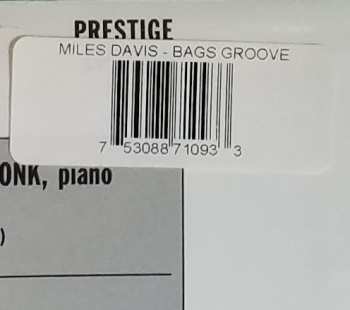 PRESTIGE
MILES DAVIS - BAGS GROOVE
7 53088 71093 3
ONK, piano
)